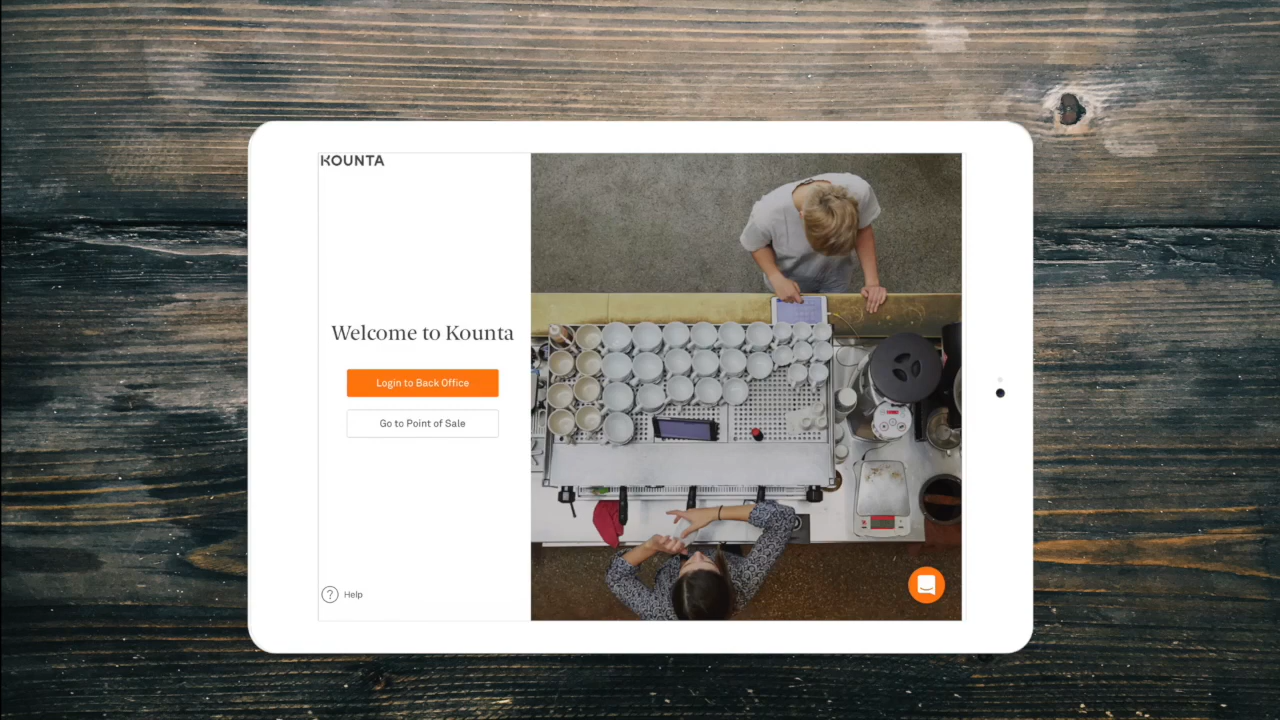 KOUNTA
Welcome to Kounta
Login to Back Office
Go to Point of Sale
? Help